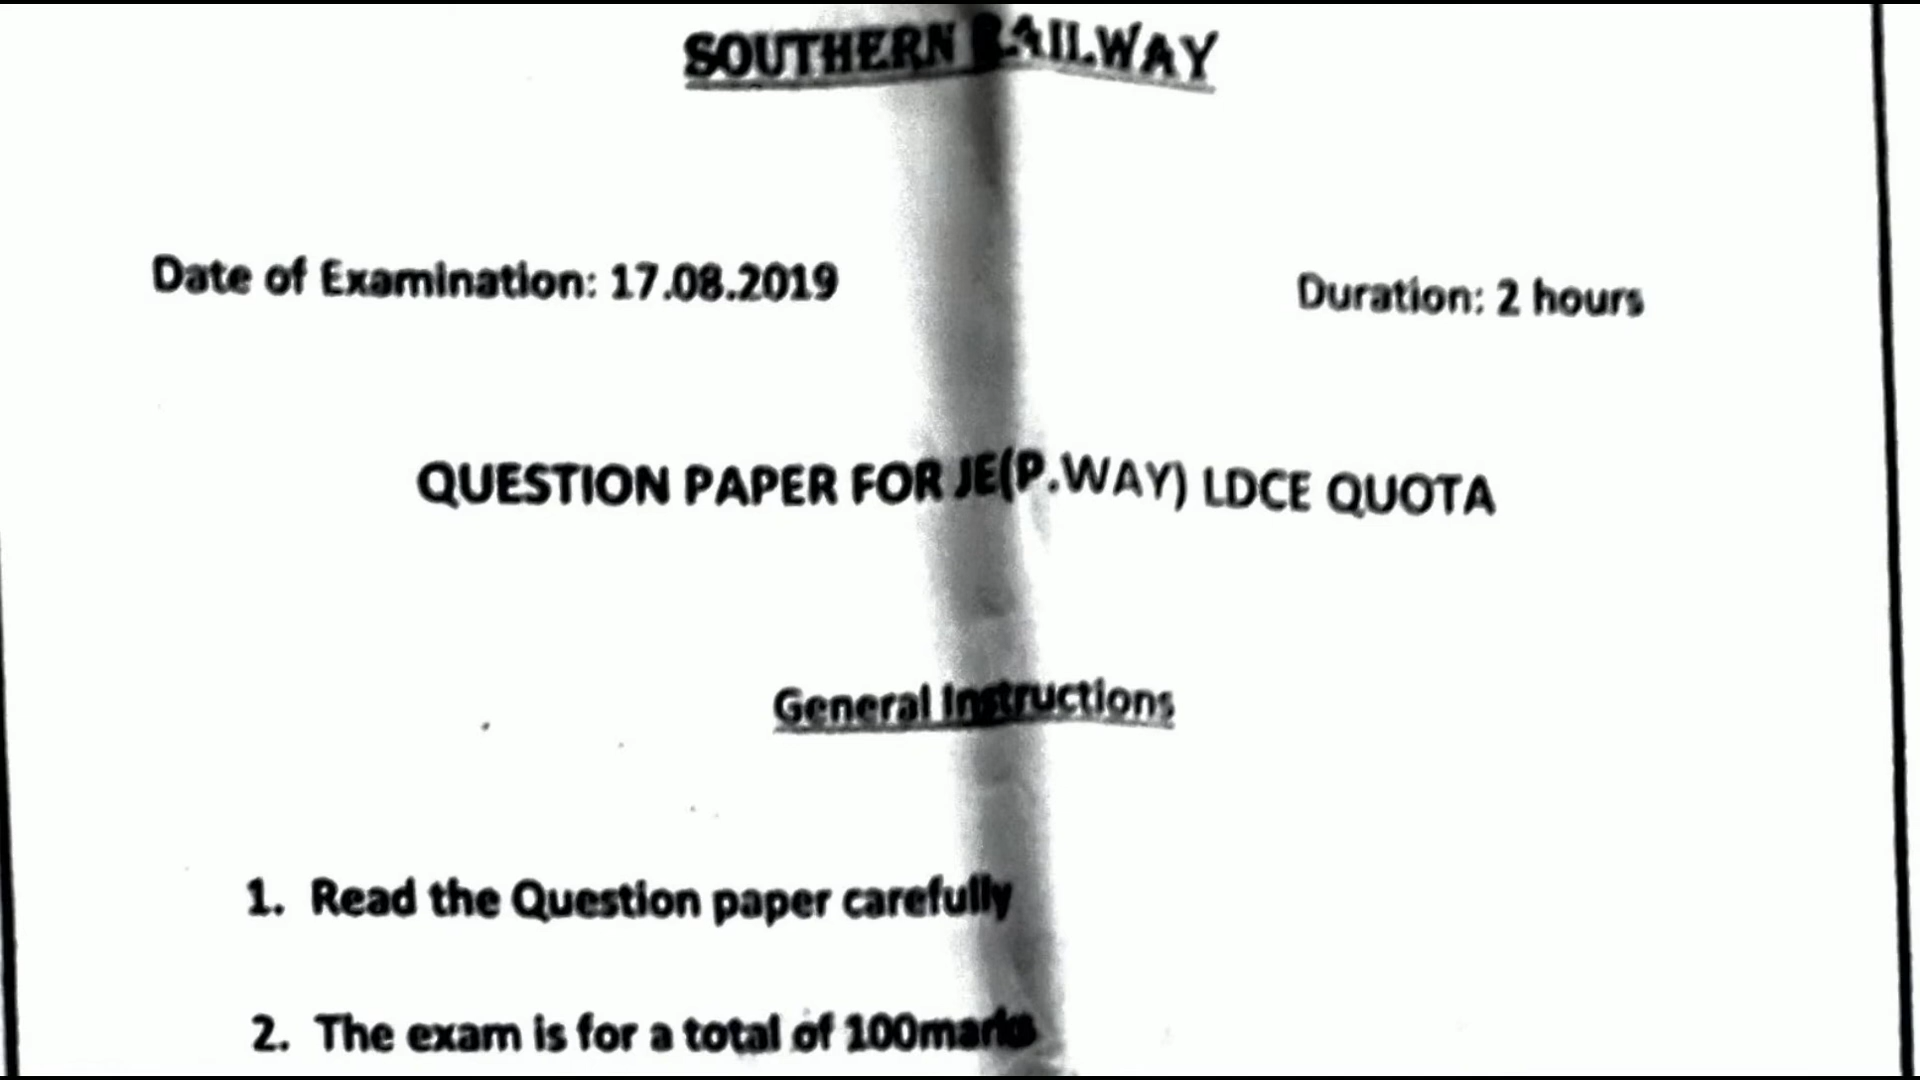 SOUTHERN RAILWAY
Date of Examination: 17.08.2019 Duration: 2 hours
QUESTION PAPER FOR JE(P.WAY) LDCE QUOTA
General Instructions
1. Read the Question paper carefully
2. The exam is for a total of 100marks